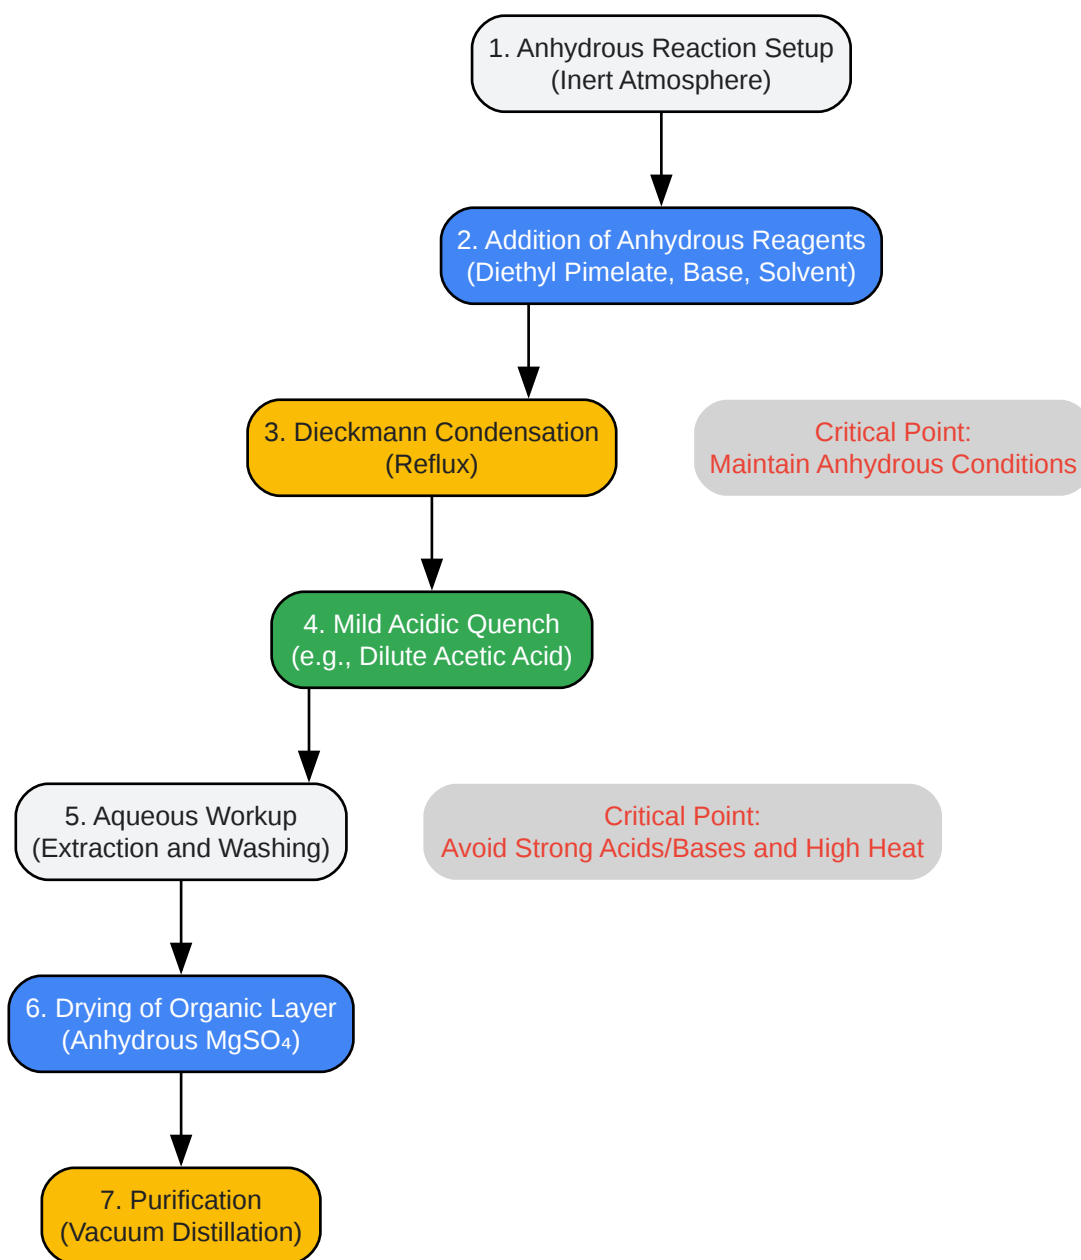 1. Anhydrous Reaction Setup
(Inert Atmosphere)
2. Addition of Anhydrous Reagents
(Diethyl Pimelate, Base, Solvent)
3. Dieckmann Condensation
(Reflux)
Critical Point:
Maintain Anhydrous Conditions
4. Mild Acidic Quench
(e.g., Dilute Acetic Acid)
5. Aqueous Workup
(Extraction and Washing)
Critical Point:
Avoid Strong Acids/Bases and High Heat
6. Drying of Organic Layer
(Anhydrous MgSO₄)
7. Purification
(Vacuum Distillation)